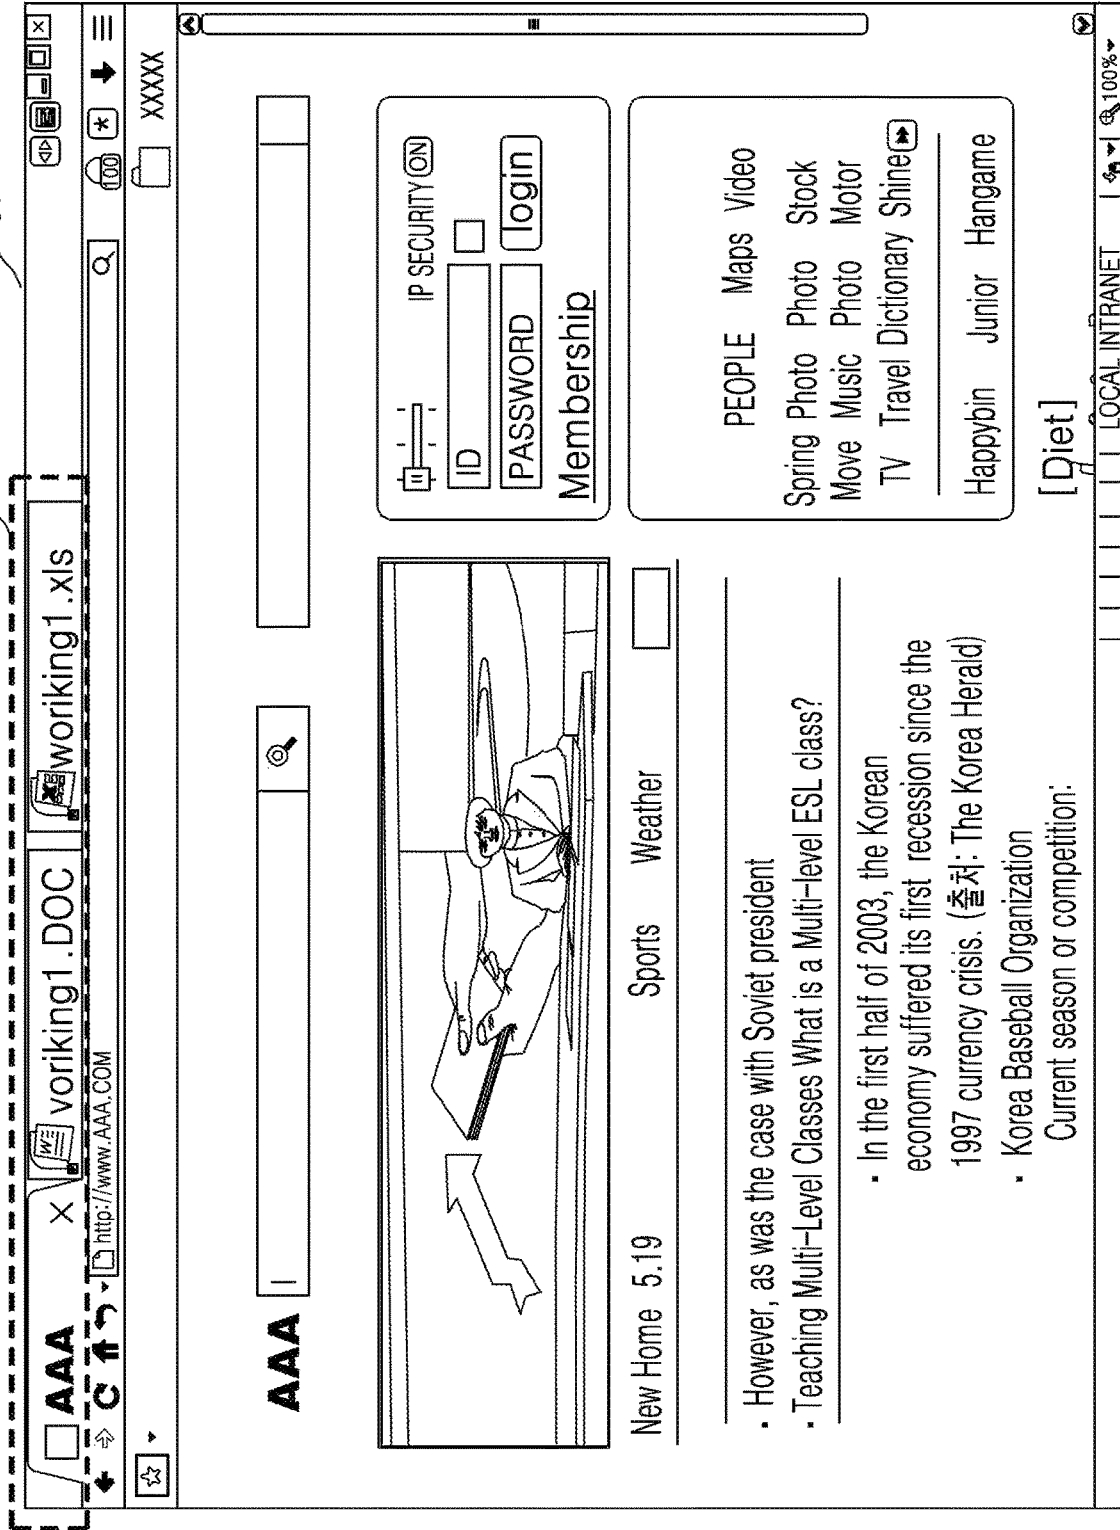 AAA X voriking1.DOC woriking1.xls
http://www.AAA.COM 100
XXXXX
AAA
IP SECURITY ON
ID
PASSWORD login
Membership
New Home 5.19 Sports Weather
PEOPLE Maps Video
Spring Photo Photo Stock
Move Music Photo Motor
TV Travel Dictionary Shine
Happybin Junior Hangame
· However, as was the case with Soviet president
· Teaching Multi-Level Classes What is a Multi-level ESL class?
· In the first half of 2003, the Korean
economy suffered its first recession since the
1997 currency crisis. (출처: The Korea Herald)
· Korea Baseball Organization
Current season or competition:
[Diet]
LOCAL INTRANET 100%